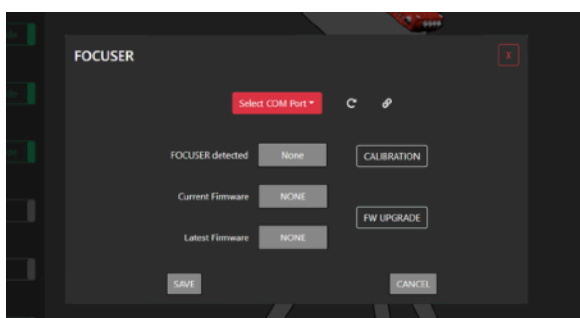 FOCUSER
X
Select COM Port
FOCUSER detected None
CALIBRATION
Current Firmware NONE
FW UPGRADE
Latest Firmware NONE
SAVE CANCEL